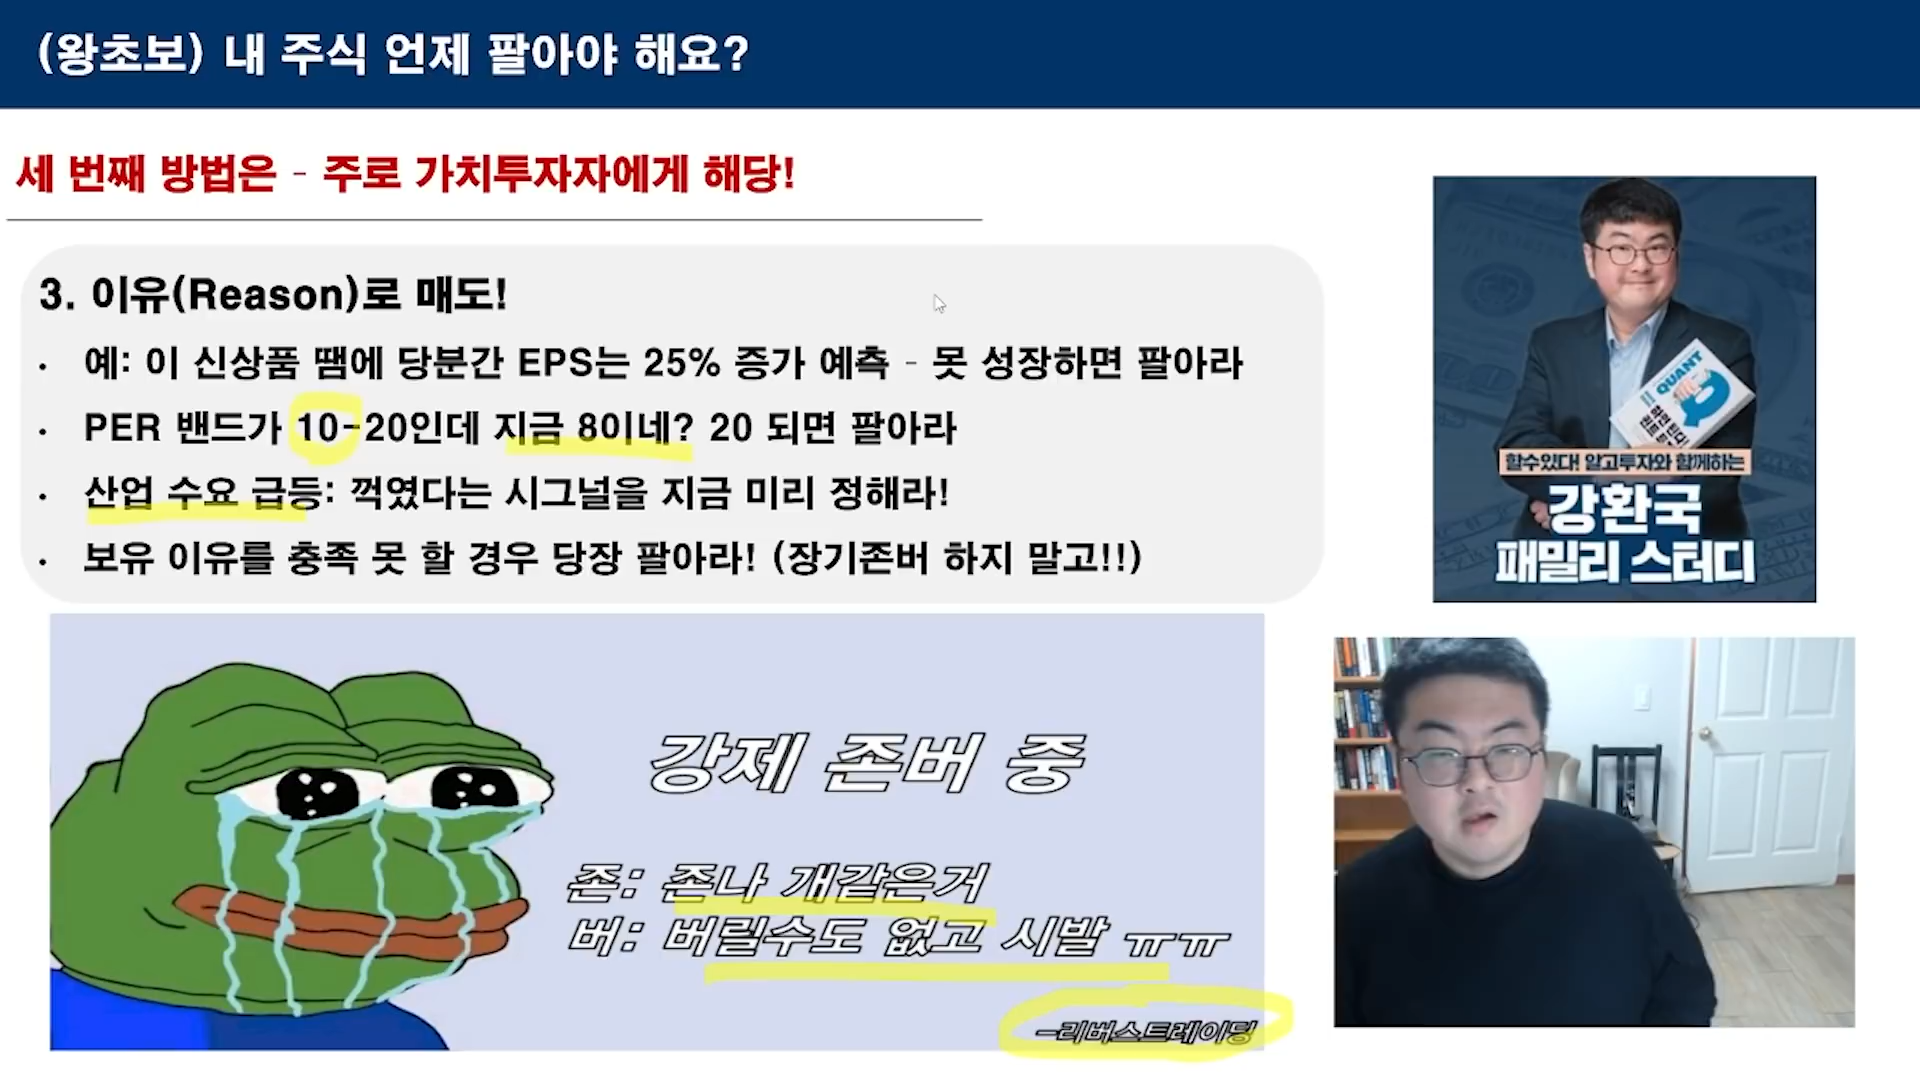 (왕초보) 내 주식 언제 팔아야 해요?
세 번째 방법은 - 주로 가치투자자에게 해당!
3. 이유(Reason)로 매도!
· 예: 이 신상품 땜에 당분간 EPS는 25% 증가 예측 - 못 성장하면 팔아라
· PER 밴드가 10-20인데 지금 8이네? 20 되면 팔아라
· 산업 수요 급등: 꺽였다는 시그널을 지금 미리 정해라!
· 보유 이유를 충족 못 할 경우 당장 팔아라! (장기존버 하지 말고!!)
강제 존버 중
존: 존나 개같은거
버: 버릴수도 없고 시발 ㅠㅠ
-리버스트레이딩
QUANT
할수있다! 알고투자와 함께하는
강환국
패밀리 스터디